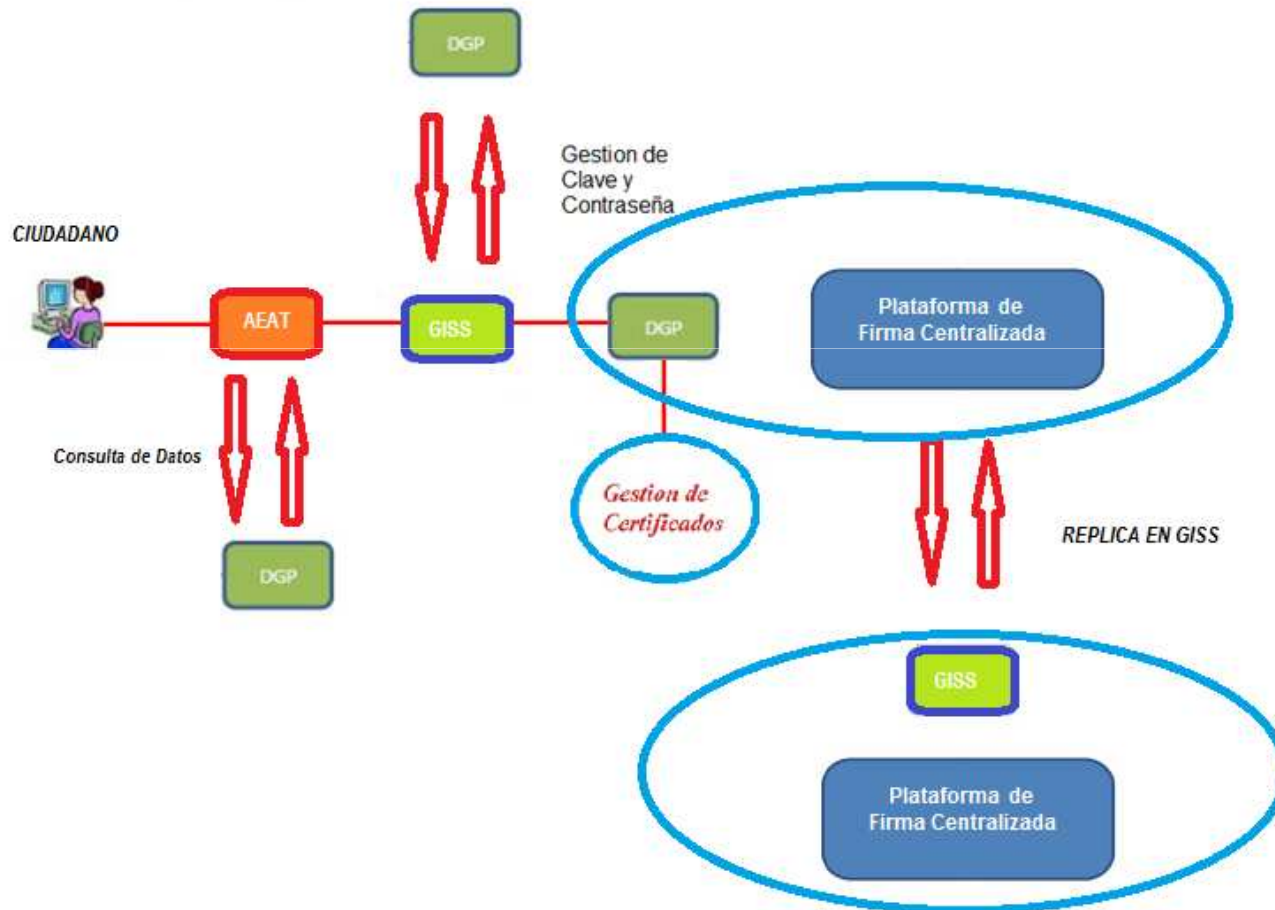 DGP
Gestion de
Clave y
Contraseña
CIUDADANO
AEAT
GISS
DGP
Plataforma de
Firma Centralizada
Consulta de Datos
DGP
Gestion de
Certificados
REPLICA EN GISS
GISS
Plataforma de
Firma Centralizada